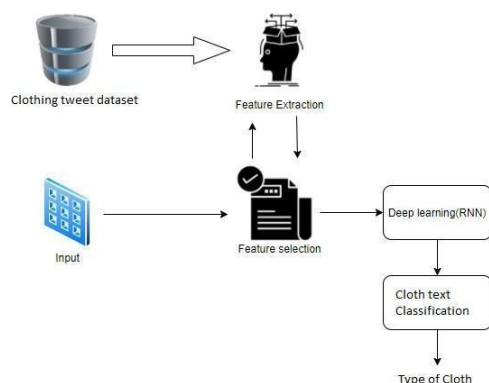 Clothing tweet dataset
Feature Extraction
Input
Feature selection
Deep learning(RNN)
Cloth text
Classification
Type of Cloth